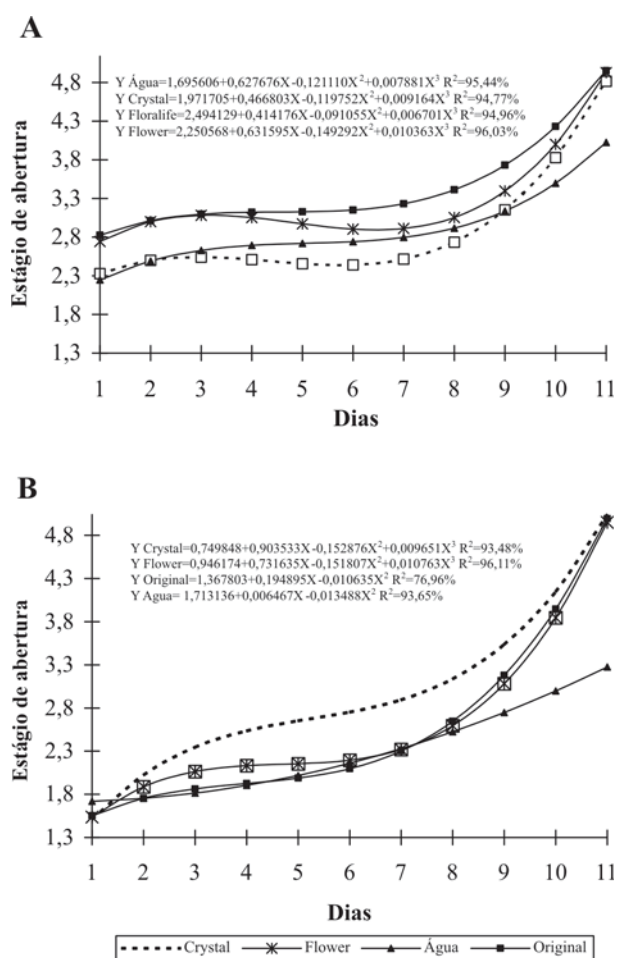 A
Y Água=1,695606+0,627676X-0,121110X² +0,007881X³ R²=95,44%
Y Crystal=1,971705+0,466803X-0,119752X²+0,009164X³ R²=94,77%
Y Floralife=2,494129+0,414176X-0,091055X²+0,006701X³ R²=94,96%
Y Flower=2,250568+0,631595X-0,149292X²+0,010363X³ R²=96,03%
Estágio de abertura
4,8
4,3
3,8
3,3
2,8
2,3
1,8
1,3
1 2 3 4 5 6 7 8 9 10 11
Dias
B
Y Crystal=0,749848+0,903533X-0,152876X²+0,009651X³ R²=93,48%
Y Flower=0,946174+0,731635X-0,151807X²+0,010763X³ R²=96,11%
Y Original=1,367803+0,194895X-0,010635X² R²=76,96%
Y Agua= 1,713136+0,006467X-0,013488X² R²=93,65%
Estágio de abertura
4,8
4,3
3,8
3,3
2,8
2,3
1,8
1,3
1 2 3 4 5 6 7 8 9 10 11
Dias
Crystal Flower Água Original